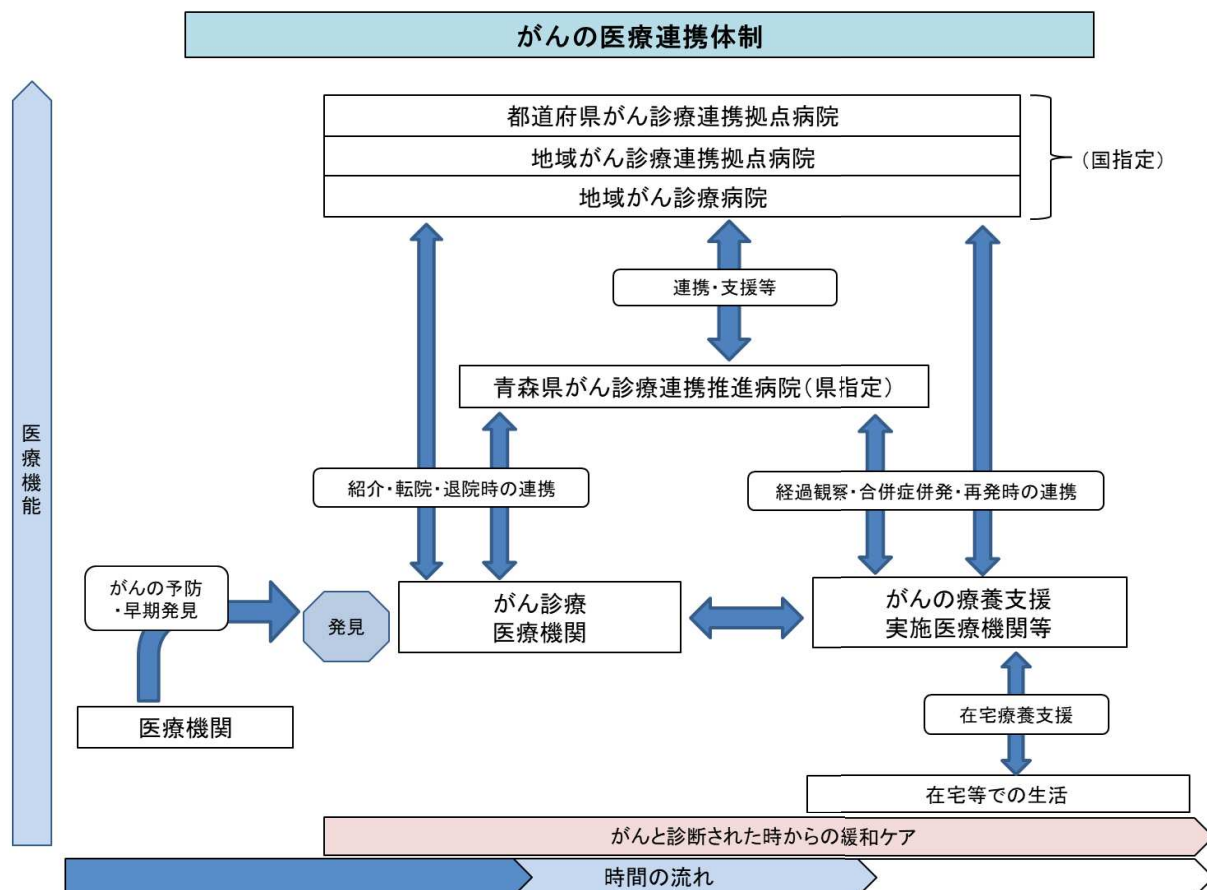 がんの医療連携体制
都道府県がん診療連携拠点病院
地域がん診療連携拠点病院
(国指定)
地域がん診療病院
連携・支援等
青森県がん診療連携推進病院(県指定)
医療機能
紹介・転院・退院時の連携
経過観察・合併症併発・再発時の連携
がんの予防
・早期発見
発見
がん診療
医療機関
がんの療養支援
実施医療機関等
医療機関
在宅療養支援
在宅等での生活
がんと診断された時からの緩和ケア
時間の流れ